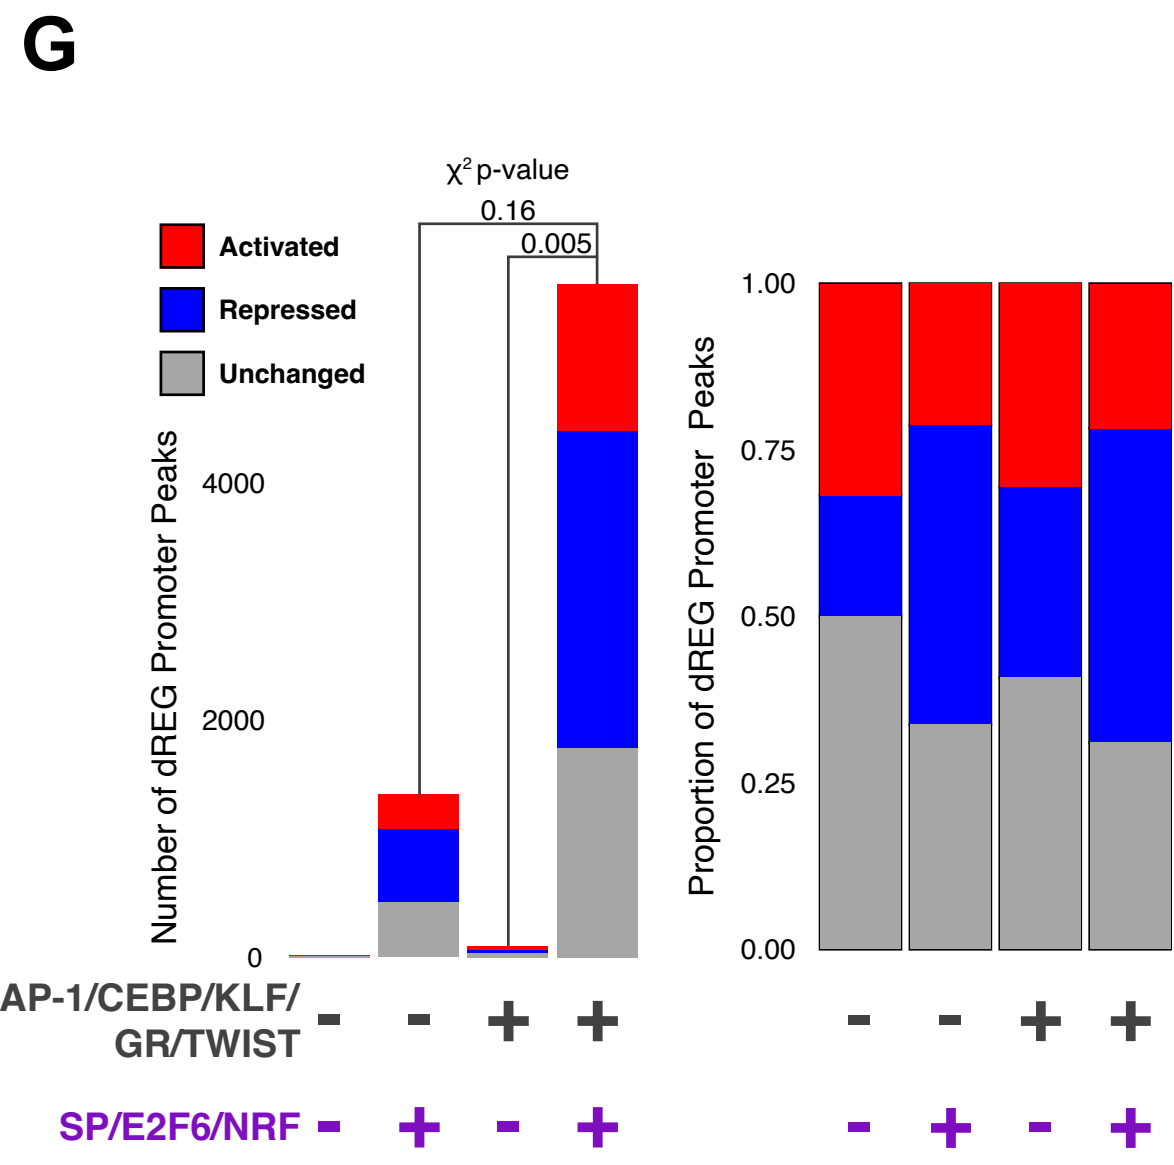 G
χ² p-value
0.16
0.005
Activated
Repressed
Unchanged
Number of dREG Promoter Peaks
4000
2000
0
Proportion of dREG Promoter Peaks
1.00
0.75
0.50
0.25
0.00
AP-1/CEBP/KLF/
GR/TWIST
- - + +
- - + +
SP/E2F6/NRF
- + - +
- + - +